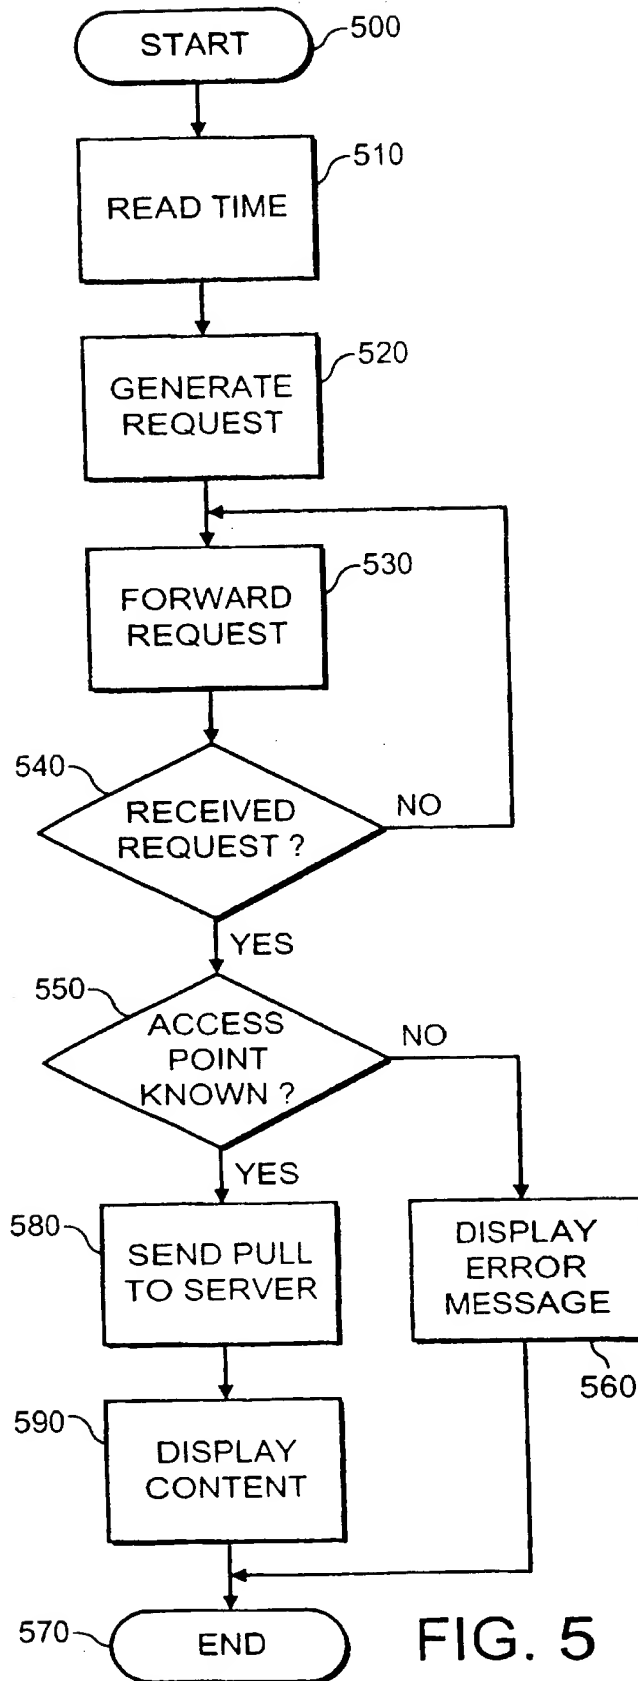 START
500
510
READ TIME
520
GENERATE
REQUEST
530
FORWARD
REQUEST
540
RECEIVED
REQUEST ?
NO
YES
550
ACCESS
POINT
KNOWN ?
NO
YES
580
SEND PULL
TO SERVER
DISPLAY
ERROR
MESSAGE
560
590
DISPLAY
CONTENT
570
END
FIG. 5